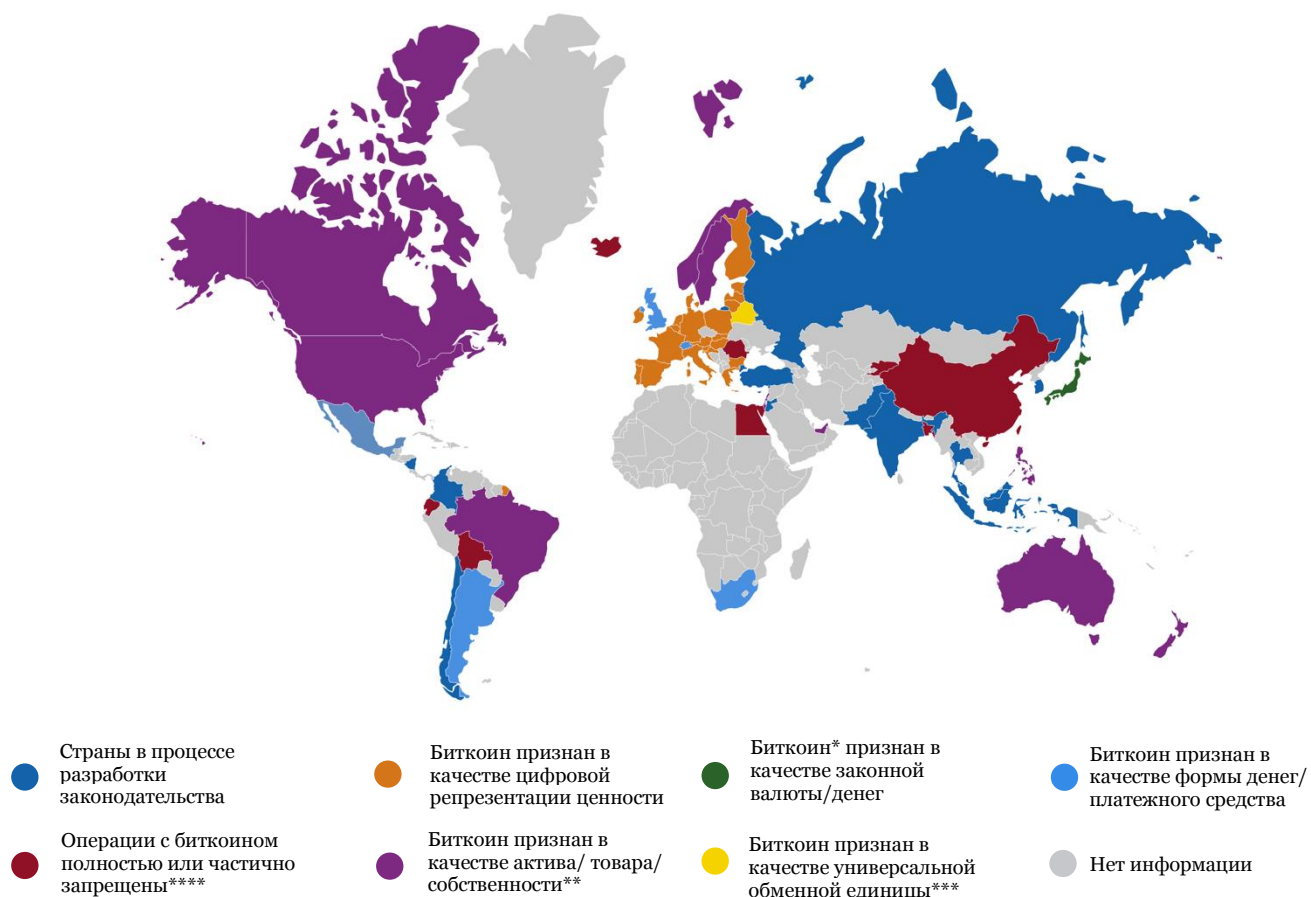 Страны в процессе
разработки
законодательства
Биткоин признан в
качестве цифровой
репрезентации ценности
Биткоин* признан в
качестве законной
валюты/денег
Биткоин признан в
качестве формы денег/
платежного средства
Операции с биткоином
полностью или частично
запрещены****
Биткоин признан в
качестве актива/ товара/
собственности**
Биткоин признан в
качестве универсальной
обменной единицы***
Нет информации